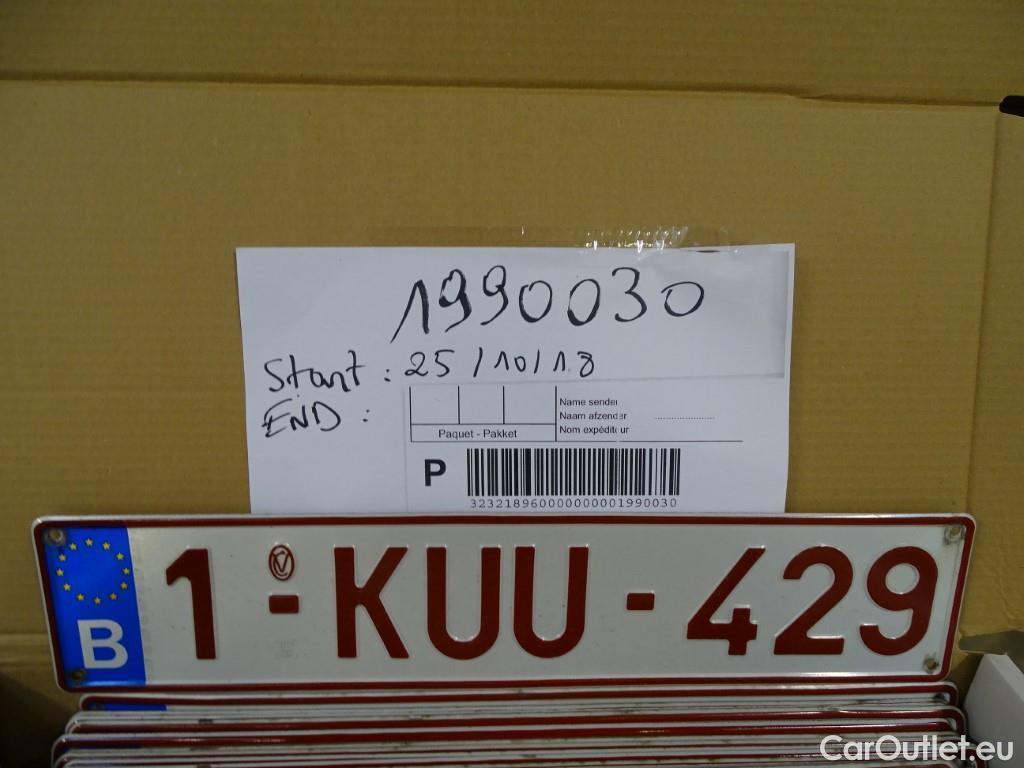 1990030
Start: 25/10/18
END:
Name sender
Naam afzender
Nom expéditeur
Paquet - Pakket
P
323218960000000001990030
B 1-KUU-429
CarOutlet.eu